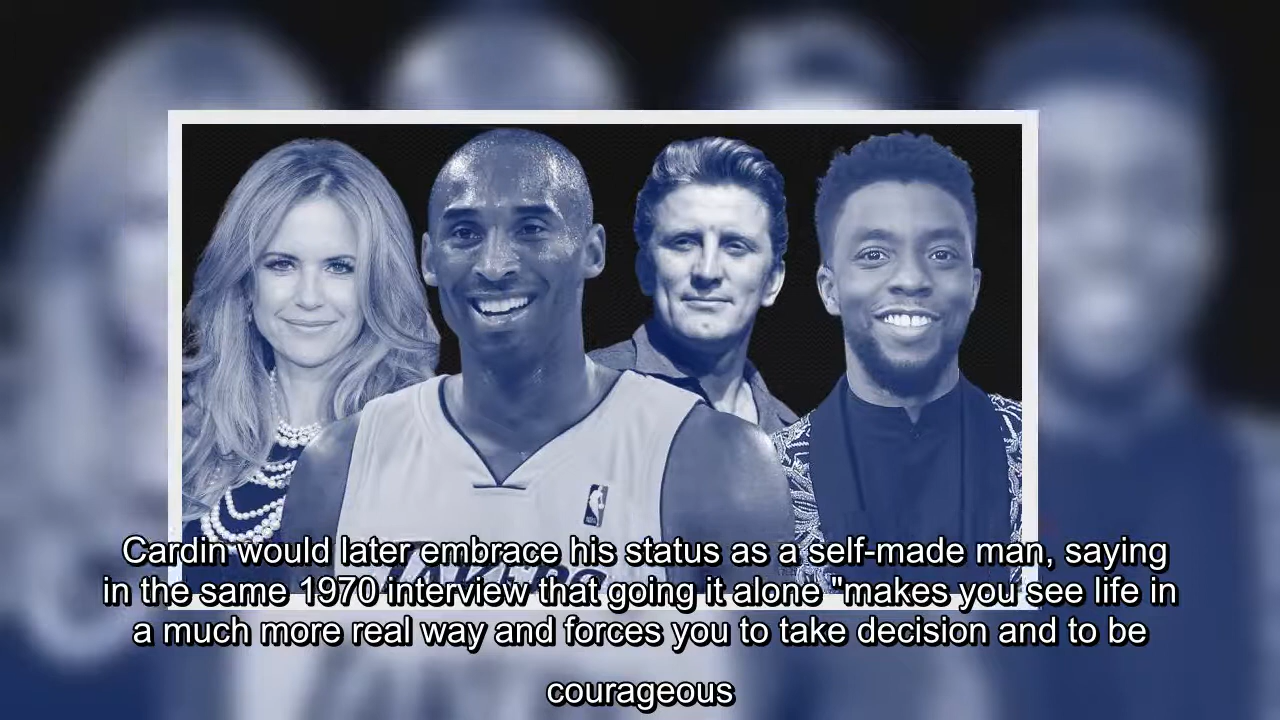 Cardin would later embrace his status as a self-made man, saying
in the same 1970 interview that going it alone "makes you see life in
a much more real way and forces you to take decision and to be
courageous